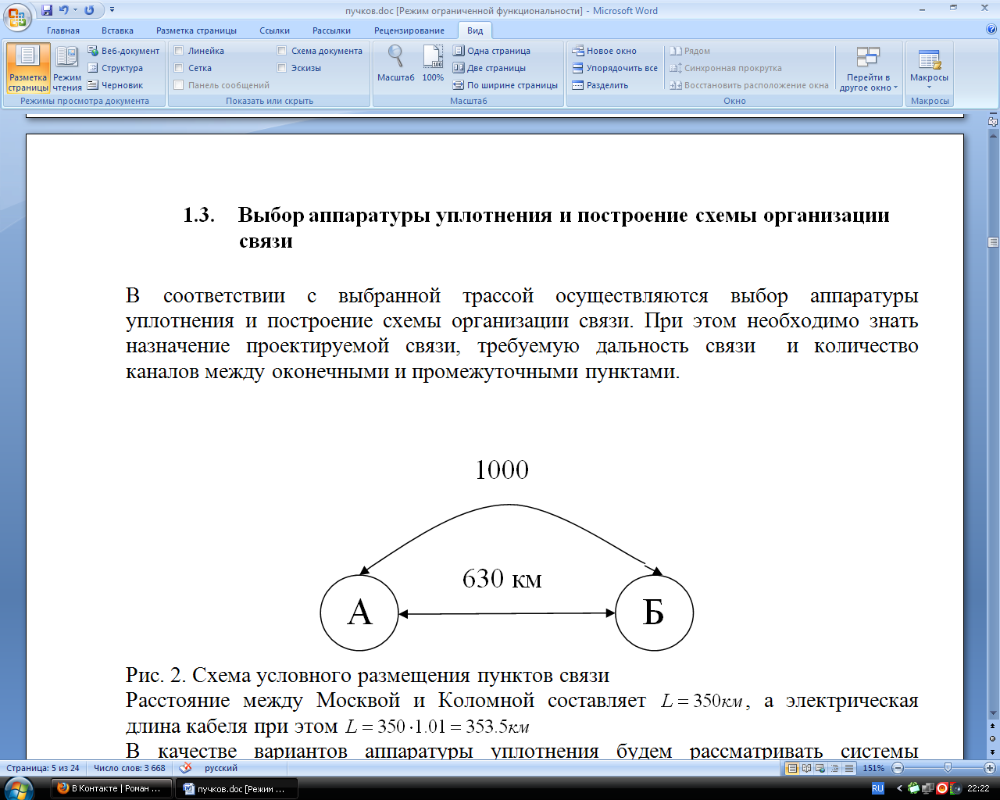 пучков.doc [Режим ограниченной функциональности] - Microsoft Word
Главная Вставка Разметка страницы Ссылки Рассылки Рецензирование Вид
Разметка страницы
Режим чтения
Веб-документ
Структура
Черновик
Режимы просмотра документа
Линейка
Сетка
Панель сообщений
Схема документа
Эскизы
Показать или скрыть
Масштаб
100%
Одна страница
Две страницы
По ширине страницы
Масштаб
Новое окно
Упорядочить все
Разделить
Рядом
Синхронная прокрутка
Восстановить расположение окна
Перейти в другое окно
Окно
Макросы
Макросы
1.3. Выбор аппаратуры уплотнения и построение схемы организации
связи
В соответствии с выбранной трассой осуществляются выбор аппаратуры
уплотнения и построение схемы организации связи. При этом необходимо знать
назначение проектируемой связи, требуемую дальность связи и количество
каналов между оконечными и промежуточными пунктами.
1000
630 км
А Б
Рис. 2. Схема условного размещения пунктов связи
Расстояние между Москвой и Коломной составляет L = 350км, а электрическая
длина кабеля при этом L = 350 · 1.01 = 353.5км
В качестве вариантов аппаратуры уплотнения будем рассматривать системы
Страница: 5 из 24 Число слов: 3 668 русский 151%
В Контакте | Роман ... пучков.doc [Режим ... RU 22:22